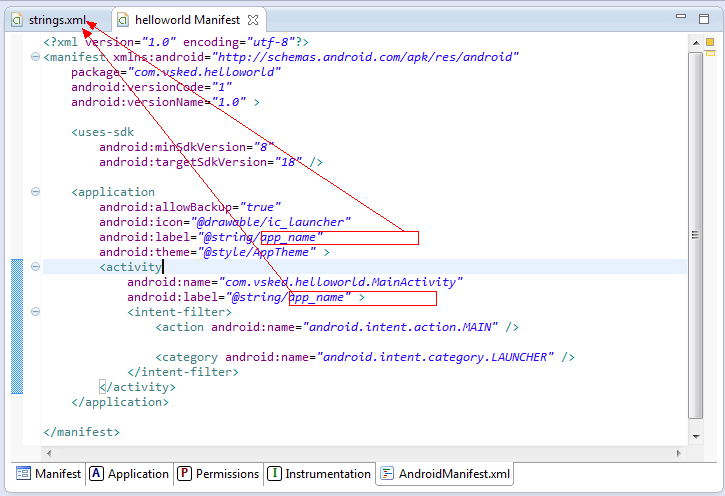 strings.xml helloworld Manifest
<?xml version="1.0" encoding="utf-8"?>
<manifest xmlns:android="http://schemas.android.com/apk/res/android"
package="com.vsked.helloworld"
android:versionCode="1"
android:versionName="1.0" >
<uses-sdk
android:minSdkVersion="8"
android:targetSdkVersion="18" />
<application
android:allowBackup="true"
android:icon="@drawable/ic_launcher"
android:label="@string/app_name"
android:theme="@style/AppTheme" >
<activity
android:name="com.vsked.helloworld.MainActivity"
android:label="@string/app_name" >
<intent-filter>
<action android:name="android.intent.action.MAIN" />
<category android:name="android.intent.category.LAUNCHER" />
</intent-filter>
</activity>
</application>
</manifest>
Manifest A Application P Permissions I Instrumentation AndroidManifest.xml